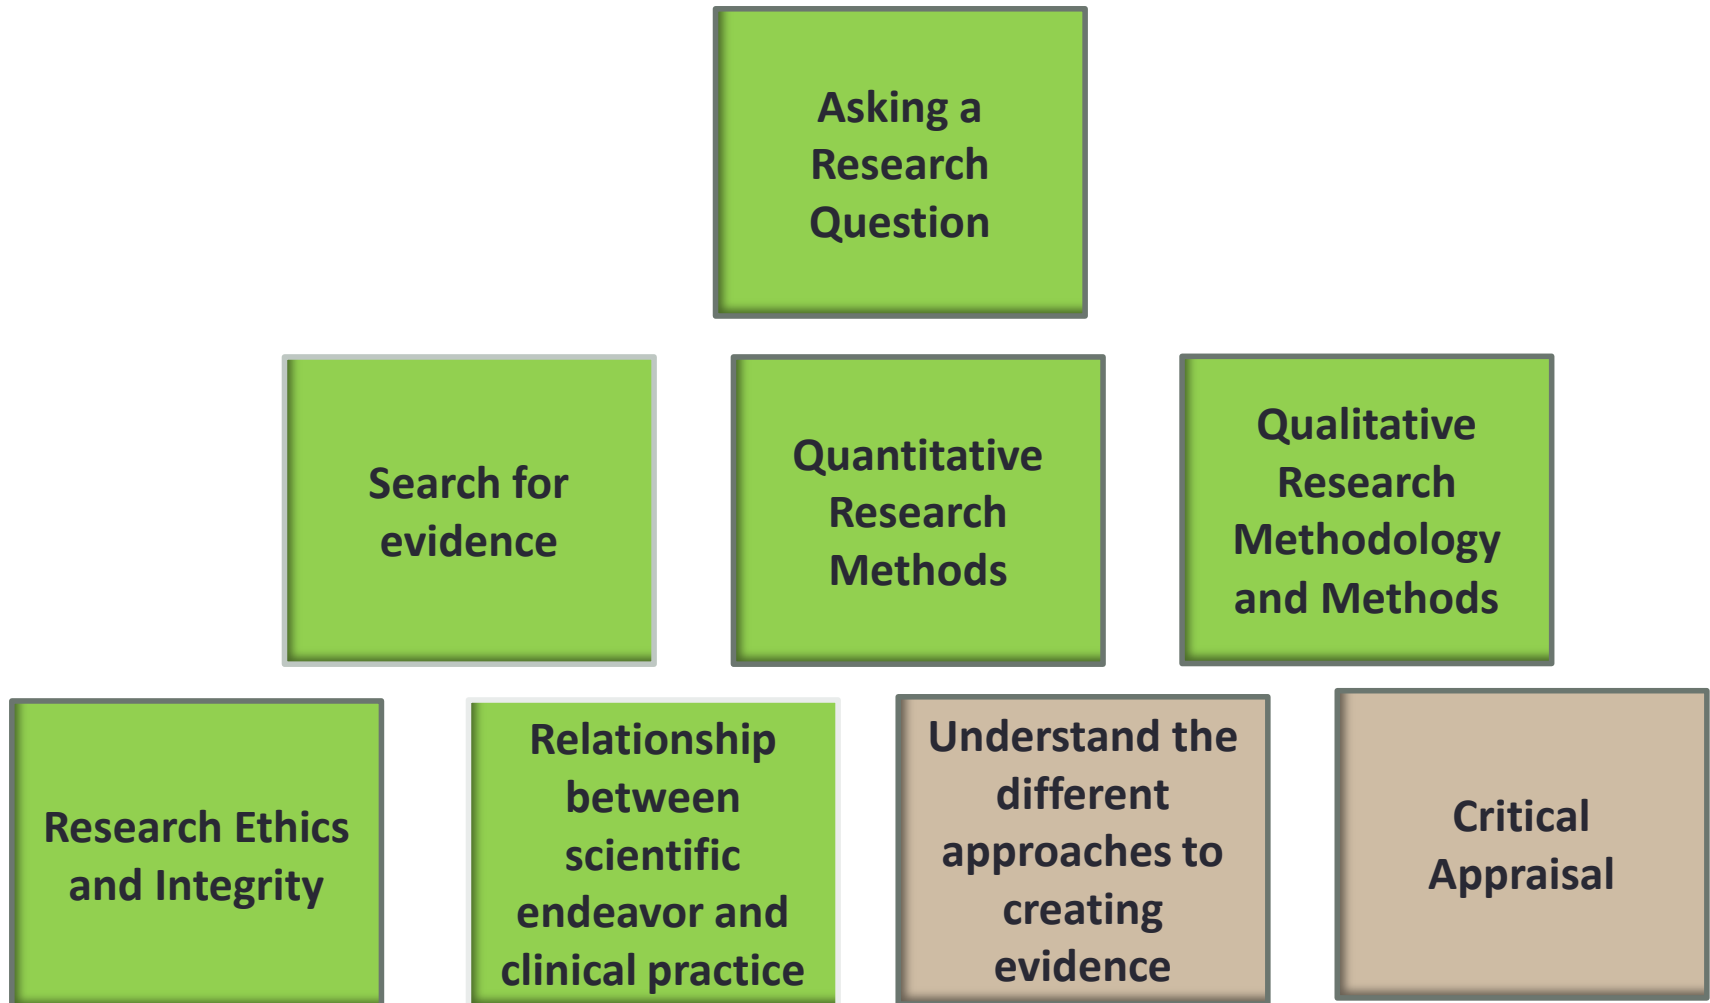 Asking a
Research
Question
Search for
evidence
Quantitative
Research
Methods
Qualitative
Research
Methodology
and Methods
Research Ethics
and Integrity
Relationship
between
scientific
endeavor and
clinical practice
Understand the
different
approaches to
creating
evidence
Critical
Appraisal